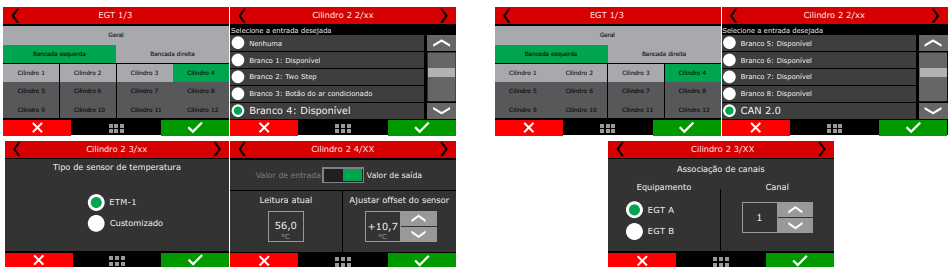 EGT 1/3
Geral
Bancada esquerda Bancada direita
Cilindro 1 Cilindro 2 Cilindro 3 Cilindro 4
Cilindro 5 Cilindro 6 Cilindro 7 Cilindro 8
Cilindro 9 Cilindro 10 Cilindro 11 Cilindro 12
Cilindro 2 2/xx
Selecione a entrada desejada
Nenhuma
Branco 1: Disponível
Branco 2: Two Step
Branco 3: Botão do ar condicionado
Branco 4: Disponível
Cilindro 2 3/xx
Tipo de sensor de temperatura
ETM-1
Customizado
Cilindro 2 4/XX
Valor de entrada Valor de saída
Leitura atual Ajustar offset do sensor
56,0 +10,7
°C °C
EGT 1/3
Geral
Bancada esquerda Bancada direita
Cilindro 1 Cilindro 2 Cilindro 3 Cilindro 4
Cilindro 5 Cilindro 6 Cilindro 7 Cilindro 8
Cilindro 9 Cilindro 10 Cilindro 11 Cilindro 12
Cilindro 2 2/xx
Selecione a entrada desejada
Branco 5: Disponível
Branco 6: Disponível
Branco 7: Disponível
Branco 8: Disponível
CAN 2.0
Cilindro 2 3/XX
Associação de canais
Equipamento Canal
EGT A
1
EGT B